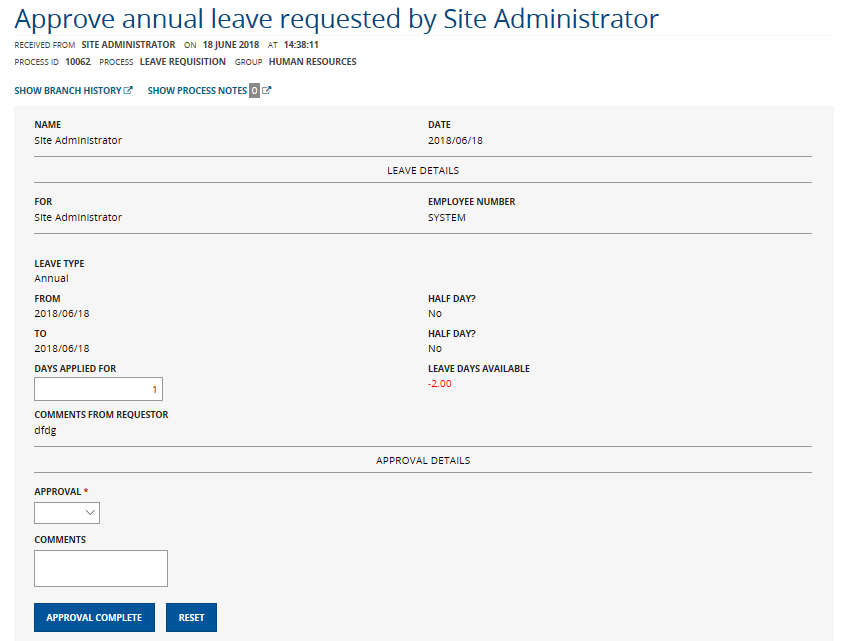 Approve annual leave requested by Site Administrator
RECEIVED FROM SITE ADMINISTRATOR ON 18 JUNE 2018 AT 14:38:11
PROCESS ID 10062 PROCESS LEAVE REQUISITION GROUP HUMAN RESOURCES
SHOW BRANCH HISTORY SHOW PROCESS NOTES 0
NAME DATE
Site Administrator 2018/06/18
LEAVE DETAILS
FOR EMPLOYEE NUMBER
Site Administrator SYSTEM
LEAVE TYPE
Annual
FROM HALF DAY?
2018/06/18 No
TO HALF DAY?
2018/06/18 No
DAYS APPLIED FOR LEAVE DAYS AVAILABLE
1 -2.00
COMMENTS FROM REQUESTOR
dfdg
APPROVAL DETAILS
APPROVAL *
COMMENTS
APPROVAL COMPLETE RESET